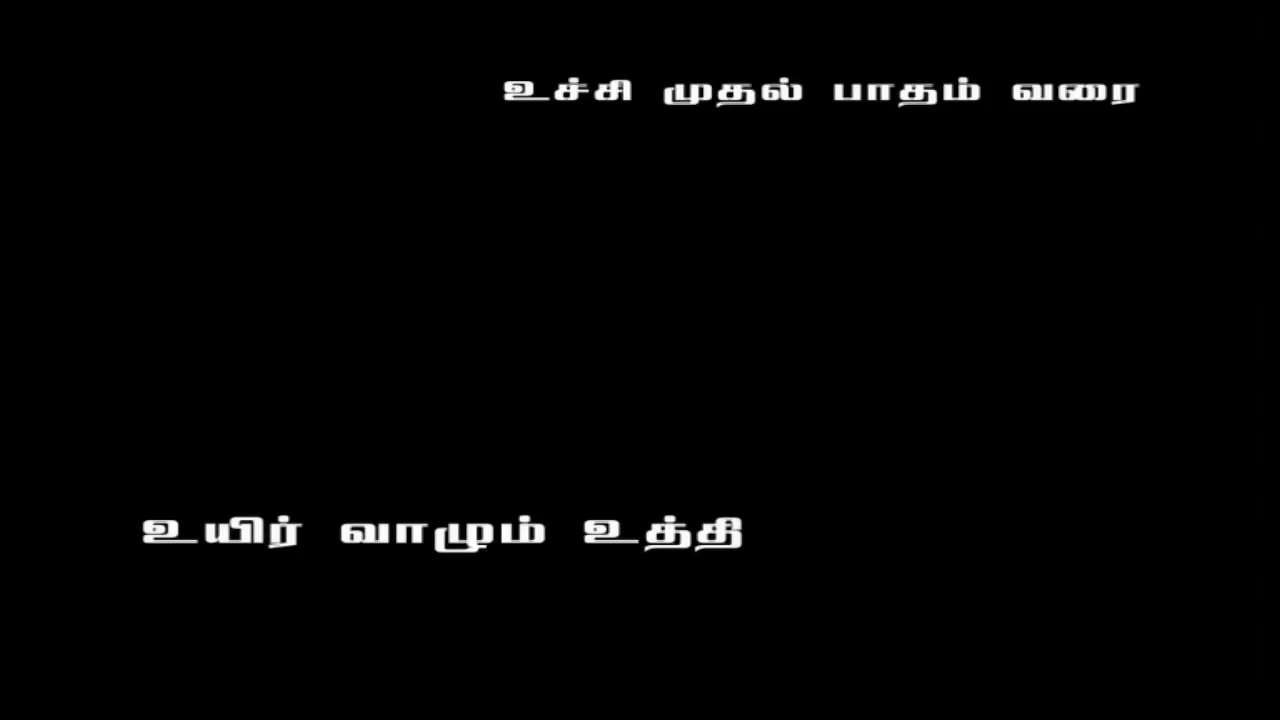 உச்சி முதல் பாதம் வரை
உயிர் வாழும் உத்தி